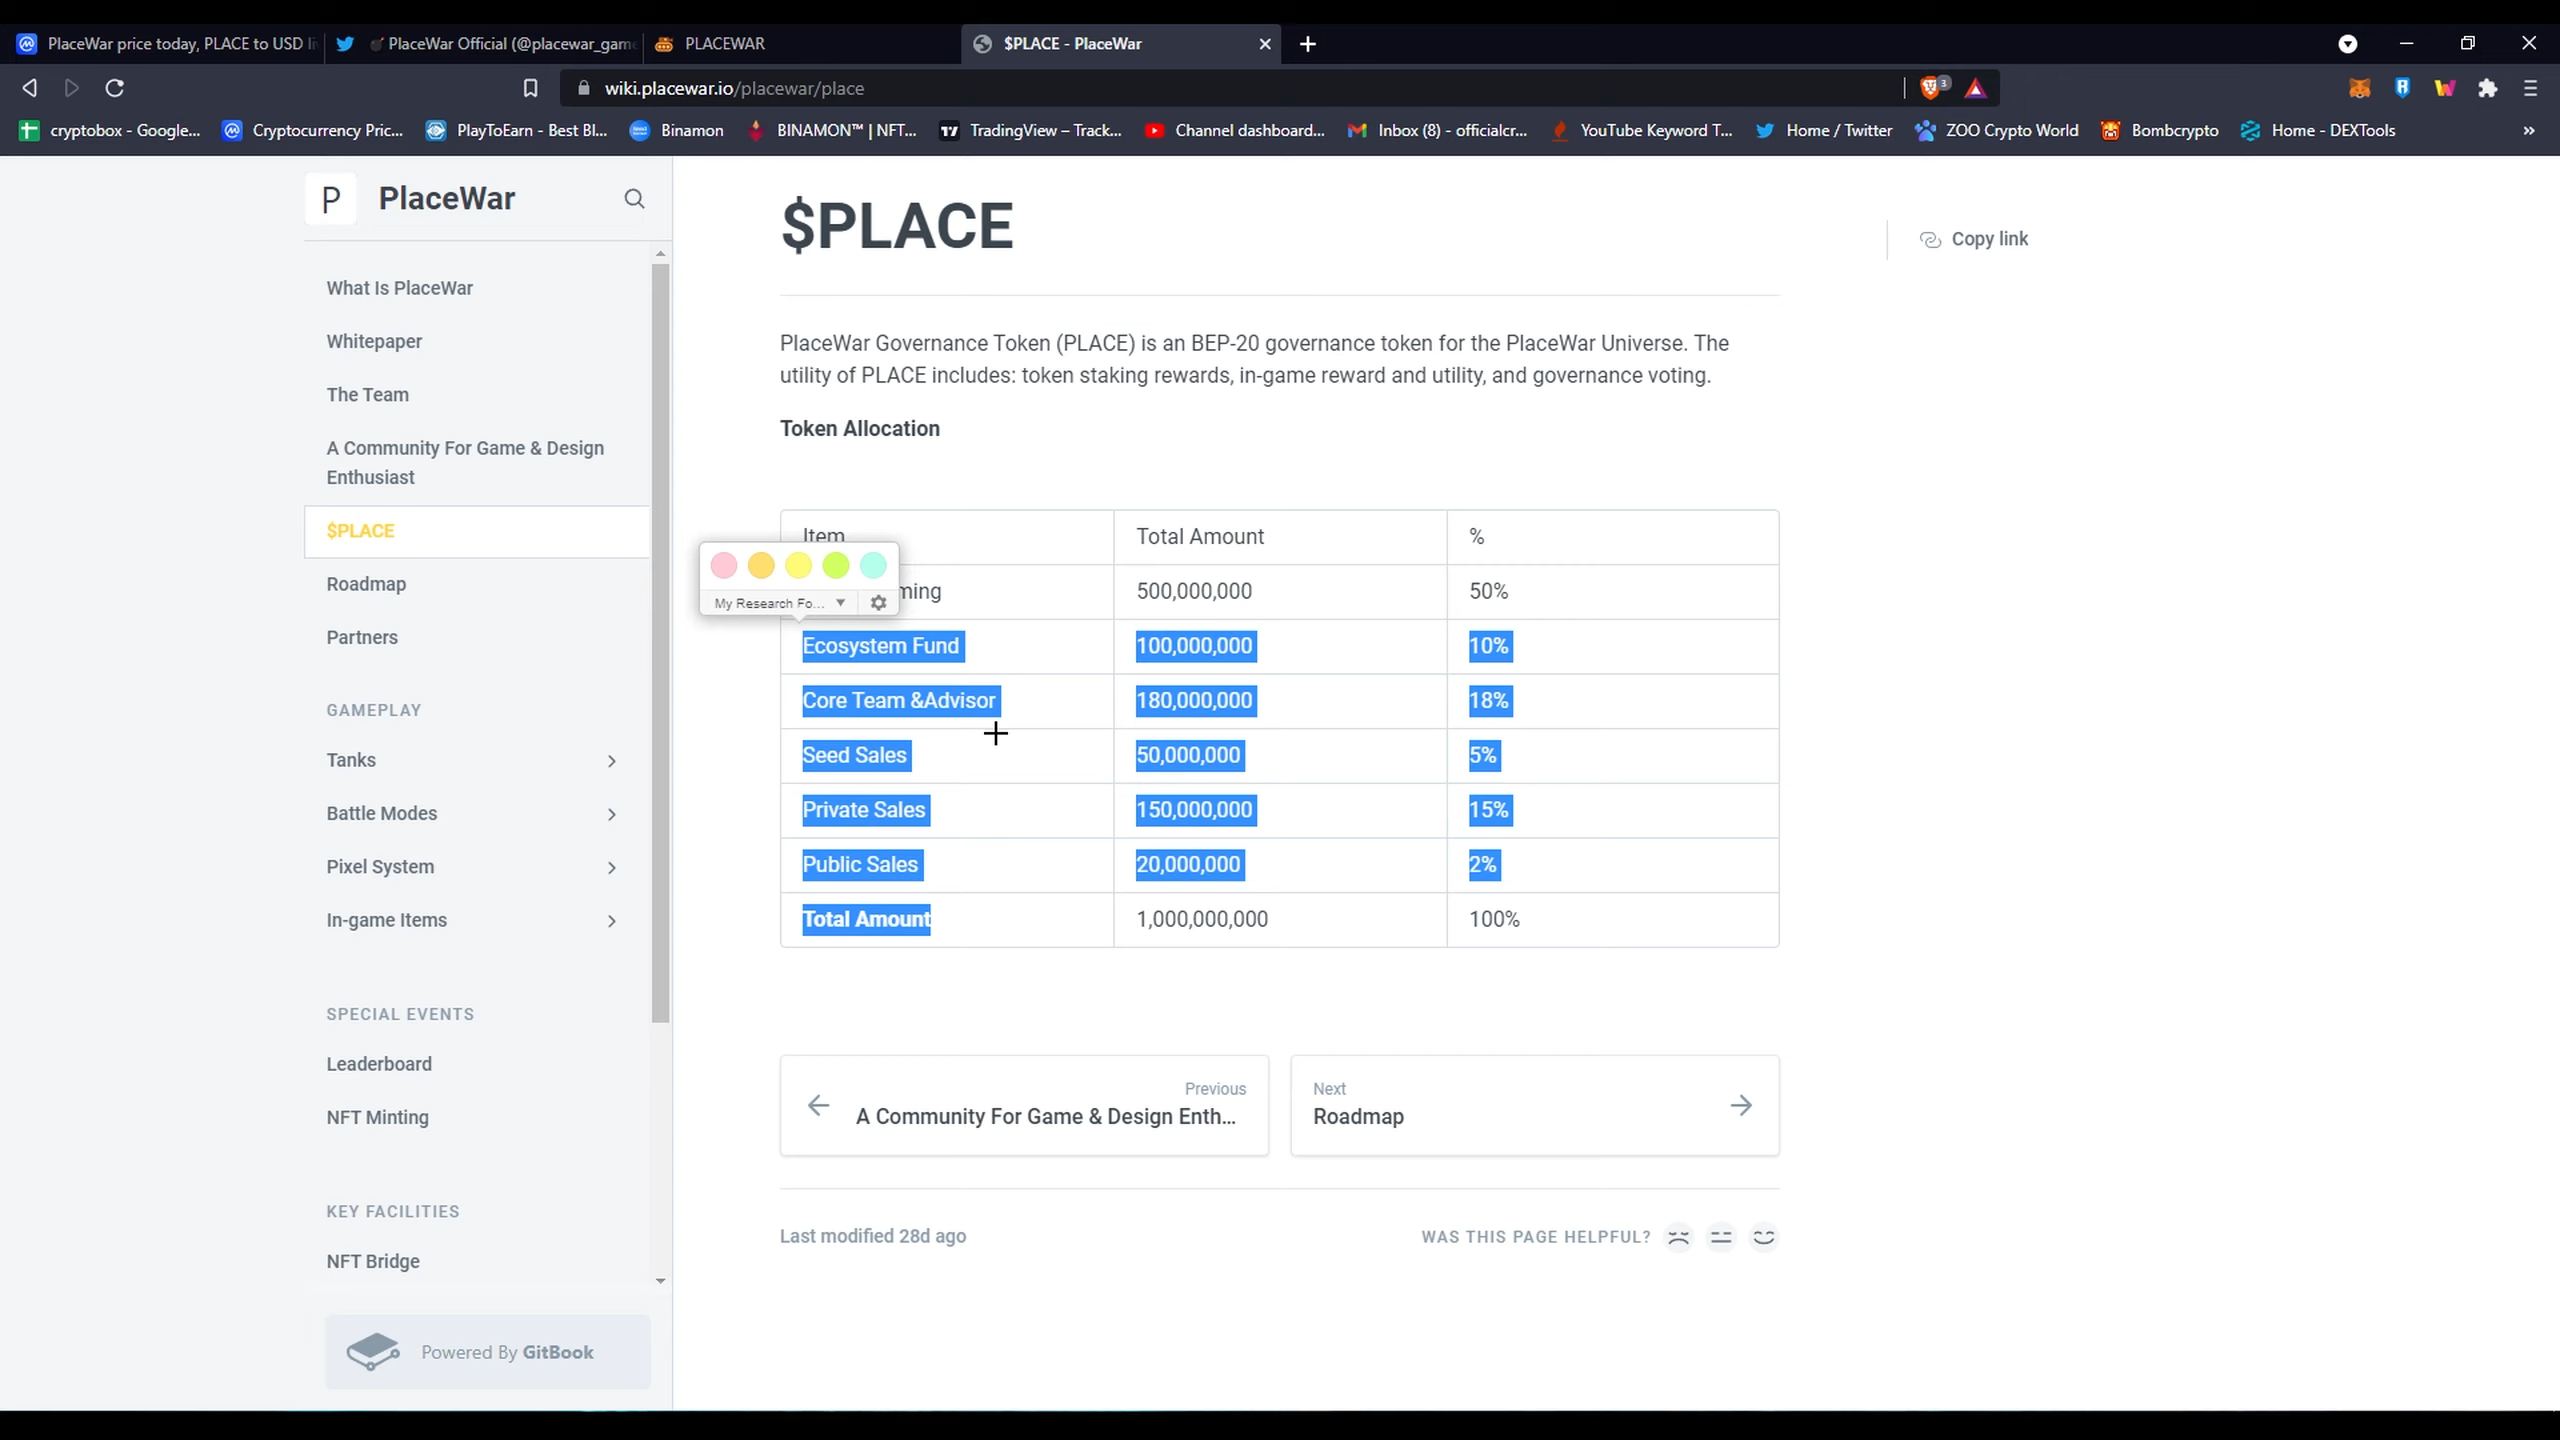 PlaceWar price today, PLACE to USD li
PlaceWar Official (@placewar_game
PLACEWAR
$PLACE - PlaceWar
wiki.placewar.io/placewar/place
3
cryptobox - Google...
Cryptocurrency Pric...
PlayToEarn - Best Bl...
Binamon
BINAMON™ | NFT...
TradingView – Track...
Channel dashboard...
Inbox (8) - officialcr...
YouTube Keyword T...
Home / Twitter
ZOO Crypto World
Bombcrypto
Home - DEXTools
»
P PlaceWar
What Is PlaceWar
Whitepaper
The Team
A Community For Game & Design
Enthusiast
$PLACE
Roadmap
Partners
GAMEPLAY
Tanks
Battle Modes
Pixel System
In-game Items
SPECIAL EVENTS
Leaderboard
NFT Minting
KEY FACILITIES
NFT Bridge
Powered By GitBook
$PLACE
Copy link
PlaceWar Governance Token (PLACE) is an BEP-20 governance token for the PlaceWar Universe. The
utility of PLACE includes: token staking rewards, in-game reward and utility, and governance voting.
Token Allocation
Item Total Amount %
ming 500,000,000 50%
My Research Fo...
Ecosystem Fund 100,000,000 10%
Core Team &Advisor 180,000,000 18%
Seed Sales 50,000,000 5%
Private Sales 150,000,000 15%
Public Sales 20,000,000 2%
Total Amount 1,000,000,000 100%
Previous
A Community For Game & Design Enth...
Next
Roadmap
Last modified 28d ago
WAS THIS PAGE HELPFUL?